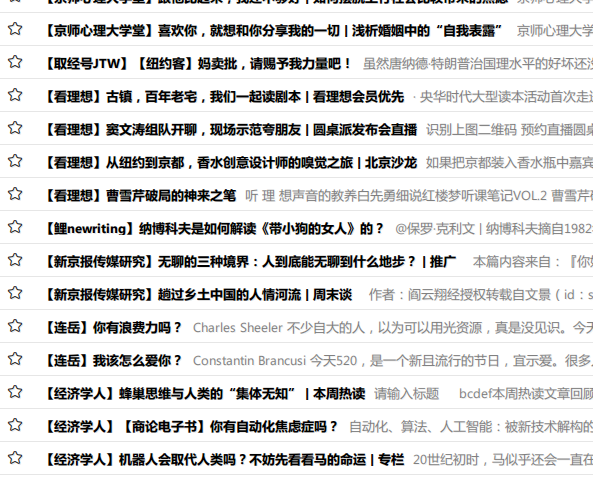 【京师心理大学堂】喜欢你，就想和你分享我的一切 | 浅析婚姻中的“自我表露” 京师心理大学
【取经号JTW】【纽约客】妈卖批，请赐予我力量吧！ 虽然唐纳德·特朗普治国理水平的好坏还没
【看理想】古镇，百年老宅，我们一起读剧本 | 看理想会员优先 · 央华时代大型读本活动首次走进
【看理想】窦文涛组队开聊，现场示范夸朋友 | 圆桌派发布会直播 识别上图二维码 预约直播圆桌
【看理想】从纽约到京都，香水创意设计师的嗅觉之旅 | 北京沙龙 如果把京都装入香水瓶中嘉宾
【看理想】曹雪芹破局的神来之笔 听 理 想声音的教养白先勇细说红楼梦听课笔记VOL.2 曹雪芹破
【鲤newriting】纳博科夫是如何解读《带小狗的女人》的？ @保罗·克利文 | 纳博科夫摘自1982
【新京报传媒研究】无聊的三种境界：人到底能无聊到什么地步？ | 推广 本篇内容来自：『你好
【新京报传媒研究】趟过乡土中国的人情河流 | 周末谈 作者：阎云翔经授权转载自文景（id：s
【连岳】你有浪费力吗？ Charles Sheeler 不少自大的人，以为可以用光资源，真是没见识。今天
【连岳】我该怎么爱你？ Constantin Brancusi 今天520，是一个新且流行的节日，宜示爱。很多人
【经济学人】蜂巢思维与人类的“集体无知” | 本周热读 请输入标题 bcdef本周热读文章回顾
【经济学人】【商论电子书】你有自动化焦虑症吗？ 自动化、算法、人工智能：被新技术解构的
【经济学人】机器人会取代人类吗？不妨先看看马的命运 | 专栏 20世纪初时，马似乎还会一直在